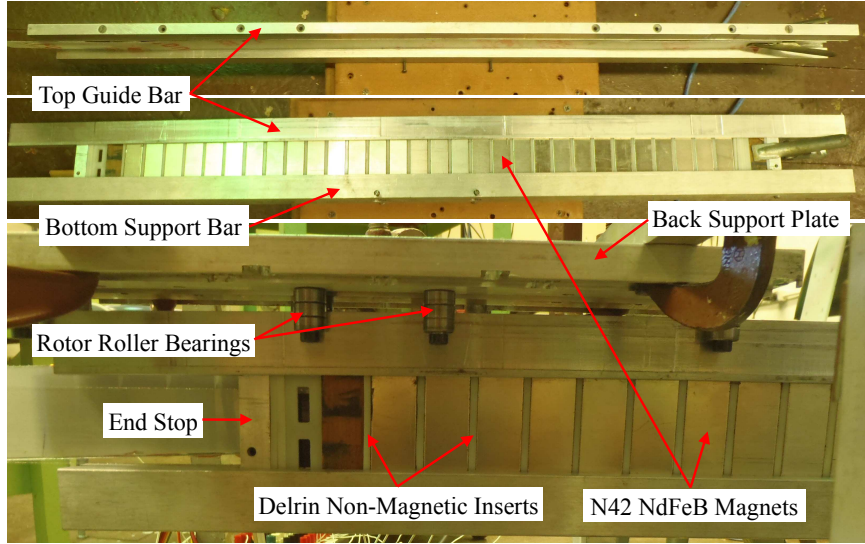 Top Guide Bar
Bottom Support Bar
Back Support Plate
Rotor Roller Bearings
End Stop
Delrin Non-Magnetic Inserts
N42 NdFeB Magnets